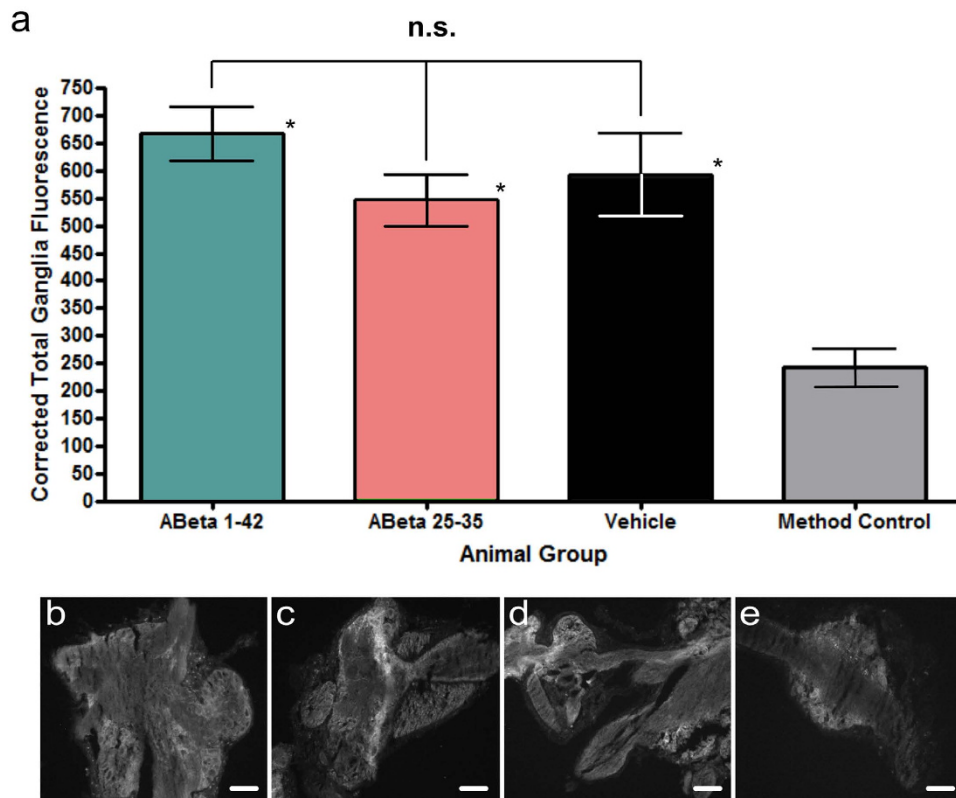 a
n.s.
Corrected Total Ganglia Fluorescence
750
700
650
600
550
500
450
400
350
300
250
200
150
100
50
0
*
*
*
ABeta 1-42
ABeta 25-35
Vehicle
Method Control
Animal Group
b
c
d
e